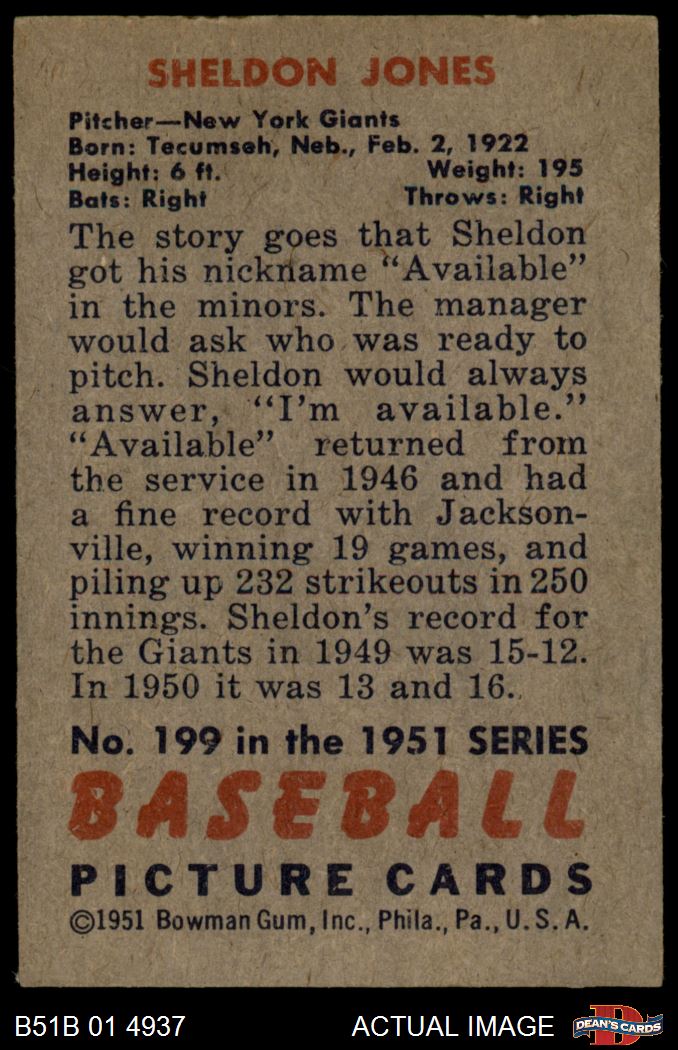 SHELDON JONES
Pitcher—New York Giants
Born: Tecumseh, Neb., Feb. 2, 1922
Height: 6 ft. Weight: 195
Bats: Right Throws: Right
The story goes that Sheldon
got his nickname “Available”
in the minors. The manager
would ask who was ready to
pitch. Sheldon would always
answer, “I'm available.”
“Available” returned from
the service in 1946 and had
a fine record with Jackson-
ville, winning 19 games, and
piling up 232 strikeouts in 250
innings. Sheldon's record for
the Giants in 1949 was 15-12.
In 1950 it was 13 and 16.
No. 199 in the 1951 SERIES
BASEBALL
PICTURE CARDS
©1951 Bowman Gum, Inc., Phila., Pa., U. S. A.
B51B 01 4937 ACTUAL IMAGE D DEAN'S CARDS